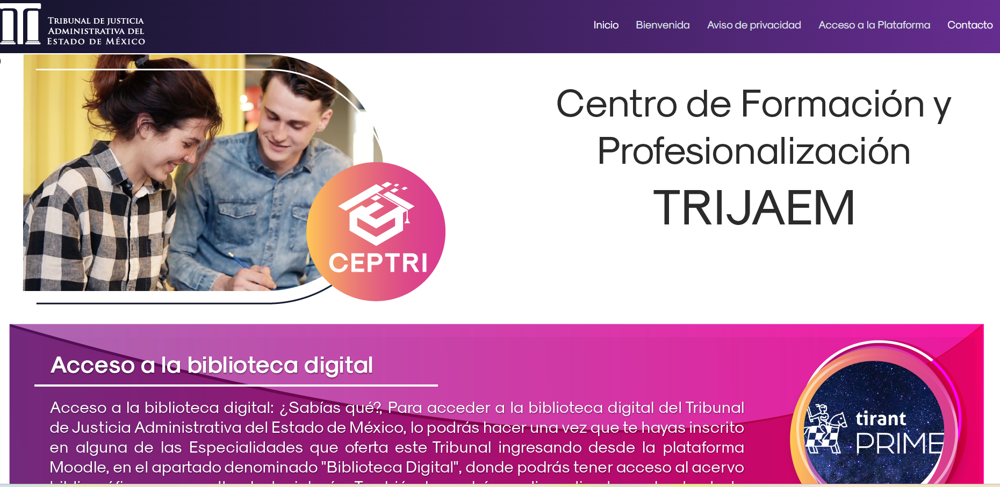 TRIBUNAL DE JUSTICIA
ADMINISTRATIVA DEL
ESTADO DE MÉXICO
Inicio
Bienvenida
Aviso de privacidad
Acceso a la Plataforma
Contacto
Centro de Formación y
Profesionalización
TRIJAEM
CEPTRI
Acceso a la biblioteca digital
Acceso a la biblioteca digital: ¿Sabías qué?, Para acceder a la biblioteca digital del Tribunal
de Justicia Administrativa del Estado de México, lo podrás hacer una vez que te hayas inscrito
en alguna de las Especialidades que oferta este Tribunal ingresando desde la plataforma
Moodle, en el apartado denominado "Biblioteca Digital", donde podrás tener acceso al acervo
tirant
PRIME